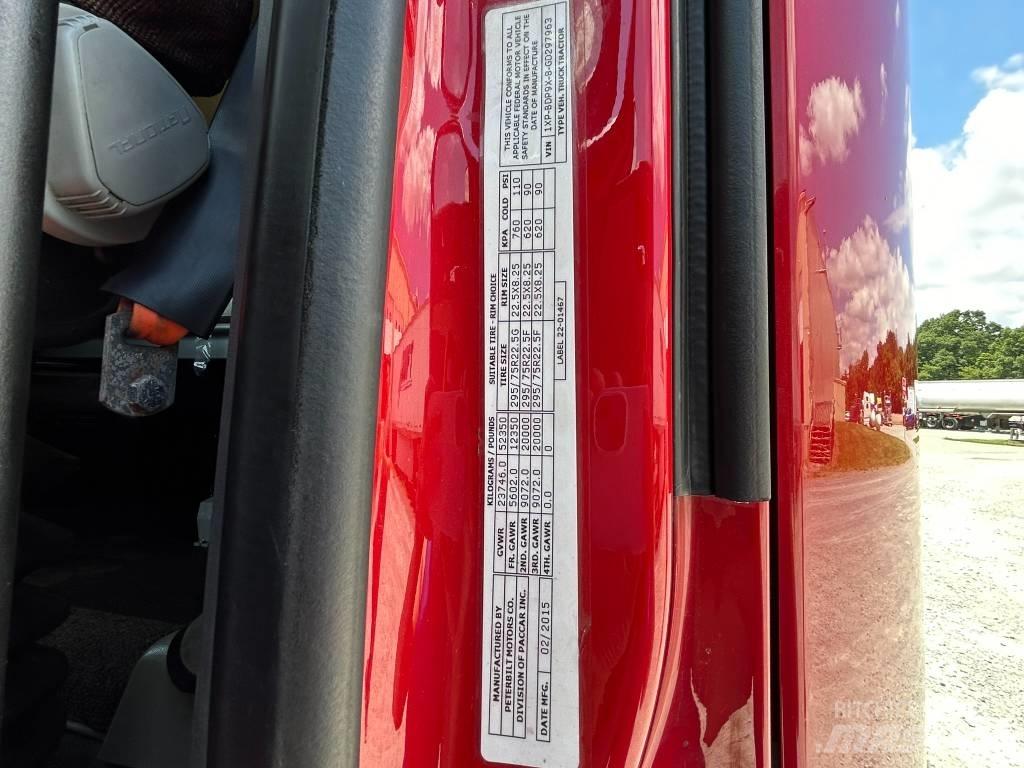 MANUFACTURED BY
PETERBILT MOTORS CO.
DIVISION OF PACCAR INC.
DATE MFG. 02/2015
KILOGRAMS / POUNDS
GVWR 23746.0 52350
FR. GAWR 5602.0 12350
2ND. GAWR 9072.0 20000
3RD. GAWR 9072.0 20000
4TH. GAWR 0.0 0
SUITABLE TIRE - RIM CHOICE
TIRE SIZE RIM SIZE KPA COLD PSI
295/75R22.5G 22.5X8.25 760 110
295/75R22.5F 22.5X8.25 620 90
295/75R22.5F 22.5X8.25 620 90
LABEL 22-01467
THIS VEHICLE CONFORMS TO ALL
APPLICABLE FEDERAL MOTOR VEHICLE
SAFETY STANDARDS IN EFFECT ON THE
DATE OF MANUFACTURE
VIN 1XP-BDP9X-8-GD297963
TYPE VEH. TRUCK TRACTOR